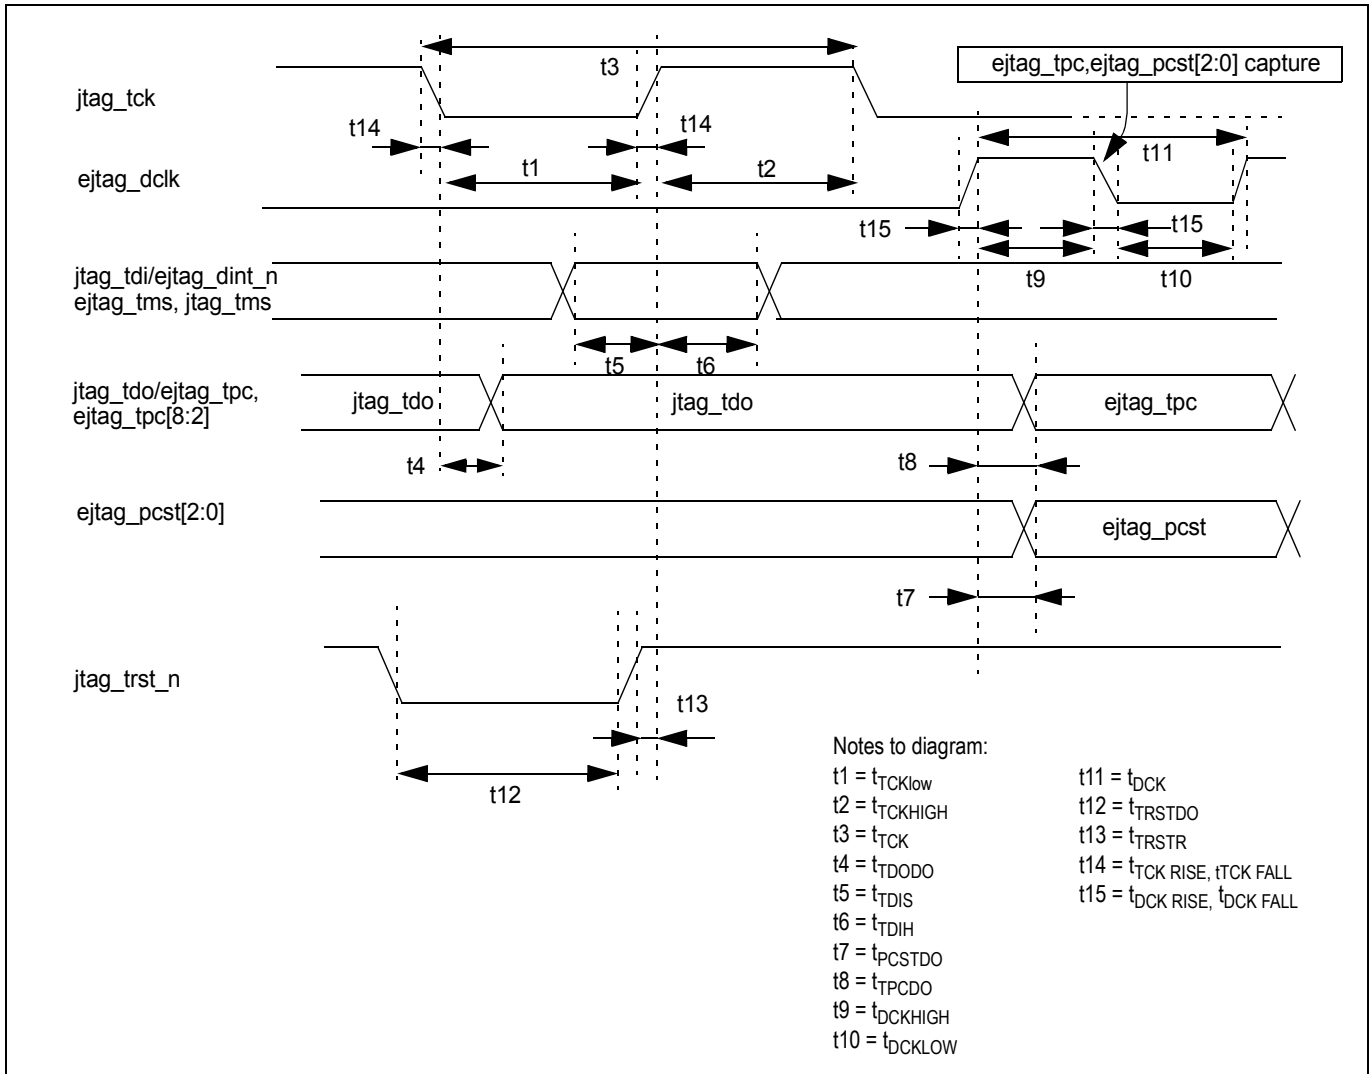 t3
ejtag_tpc,ejtag_pcst[2:0] capture
jtag_tck
t14
t14
t11
ejtag_dclk
t1
t2
t15
t15
jtag_tdi/ejtag_dint_n
ejtag_tms, jtag_tms
t9
t10
t5
t6
jtag_tdo/ejtag_tpc,
ejtag_tpc[8:2]
jtag_tdo
jtag_tdo
ejtag_tpc
t4
t8
ejtag_pcst[2:0]
ejtag_pcst
t7
jtag_trst_n
t13
t12
Notes to diagram:
t1 = tTCKlow
t2 = tTCKHIGH
t3 = tTCK
t4 = tTDODO
t5 = tTDIS
t6 = tTDIH
t7 = tPCSTDO
t8 = tTPCDO
t9 = tDCKHIGH
t10 = tDCKLOW
t11 = tDCK
t12 = tTRSTDO
t13 = tTRSTR
t14 = tTCK RISE, tTCK FALL
t15 = tDCK RISE, tDCK FALL